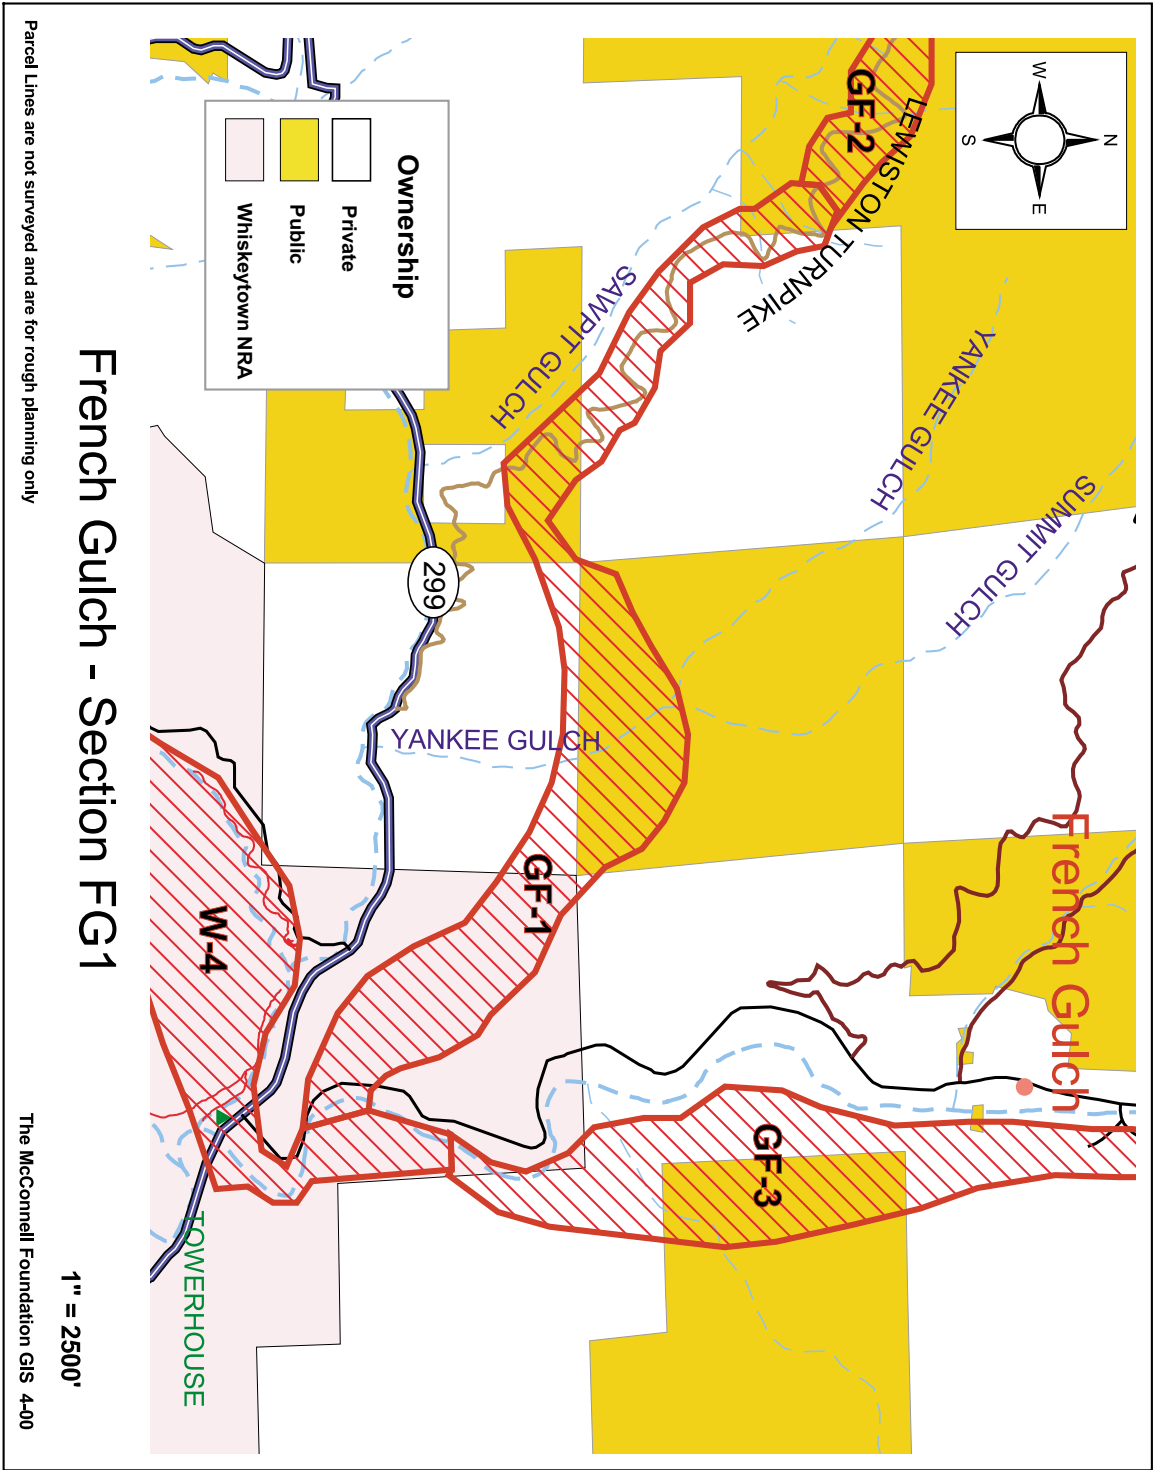 W
N
S
E
GF-2
LEWISTON TURNPIKE
YANKEE GULCH
SUMMIT GULCH
SAWPIT GULCH
Ownership
Private
Public
Whiskeytown NRA
299
YANKEE GULCH
French Gulch
GF-1
W-4
GF-3
TOWERHOUSE
French Gulch - Section FG1
1" = 2500'
Parcel Lines are not surveyed and are for rough planning only
The McConnell Foundation GIS 4-00